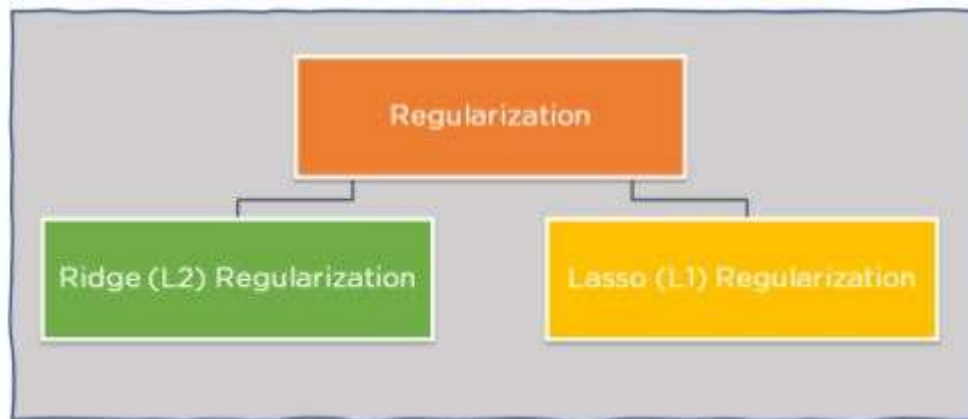 Regularization
Ridge (L2) Regularization
Lasso (L1) Regularization